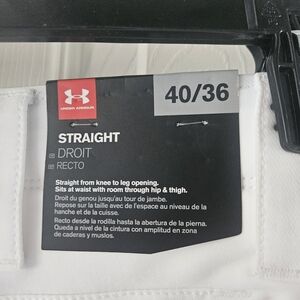 UNDER ARMOUR
40/36
STRAIGHT
DROIT
RECTO
Straight from knee to leg opening.
Sits at waist with room through hip & thigh.
Droit du genou jusqu'au tour de jambe.
Repose sur la taille avec de l'espace au niveau de la
hanche et de la cuisse.
Recto desde la rodilla hasta la abertura de la pierna.
Queda a nivel de la cintura con amplitud en zona
de caderas y muslos.